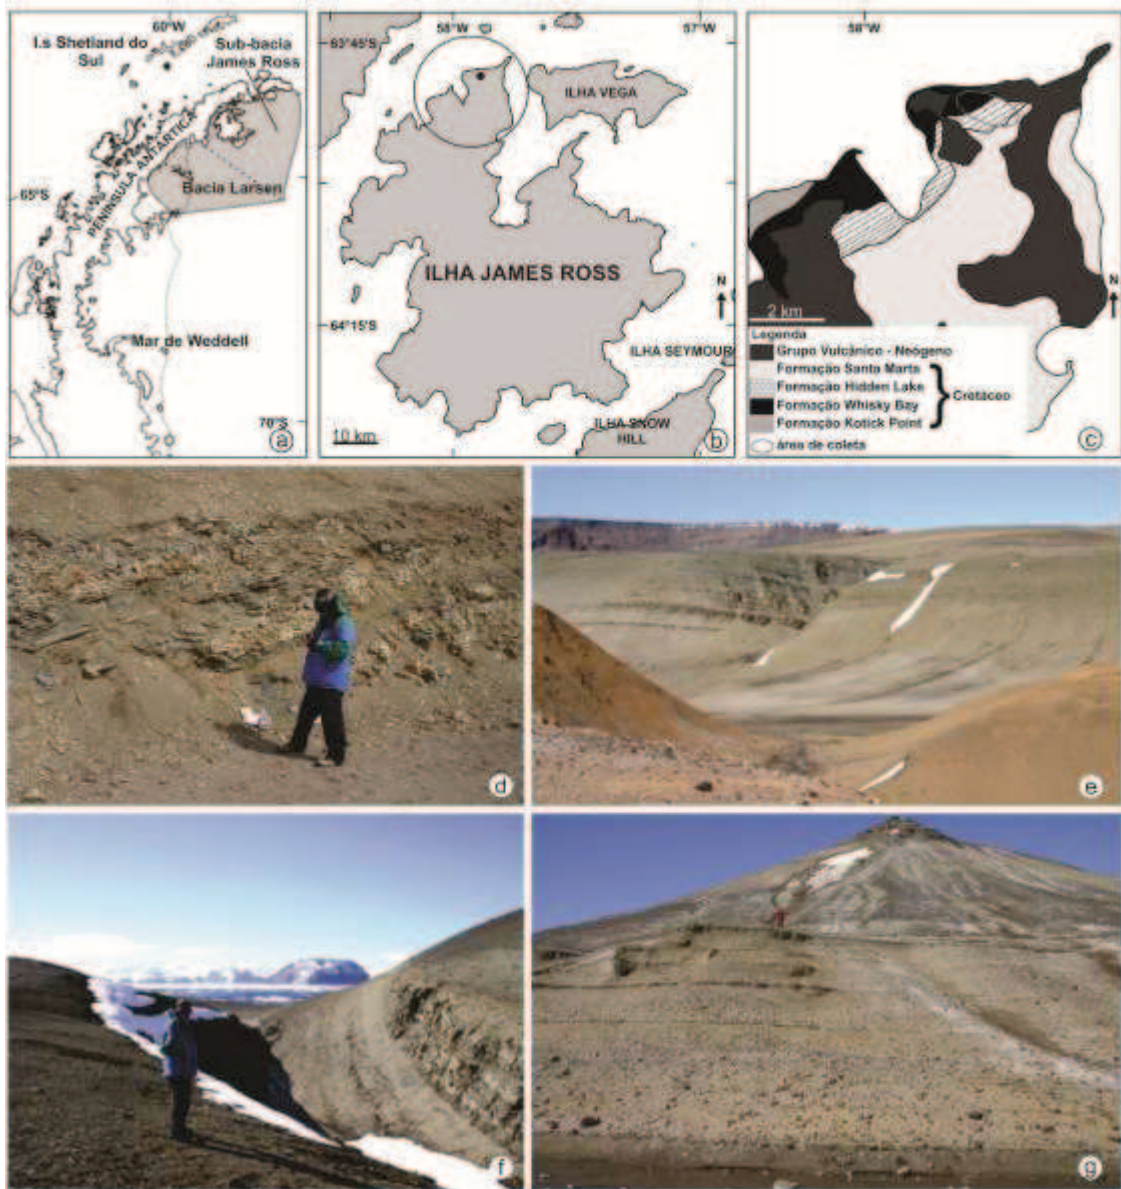 60°W
I.s Shetland do
Sul
Sub-bacia
James Ross
PENINSULA ANTARTICA
65°S
Bacia Larsen
Mar de Weddell
70°S
a
58°W
57°W
63°45'S
ILHA VEGA
ILHA JAMES ROSS
N
64°15'S
ILHA SEYMOUR
ILHA SNOW
HILL
10 km
b
58°W
N
2 km
Legenda
Grupo Vulcânico - Neógeno
Formação Santa Marta
Formação Hidden Lake
Formação Whisky Bay
Formação Kotick Point
Cretáceo
área de coleta
c
d
e
f
g